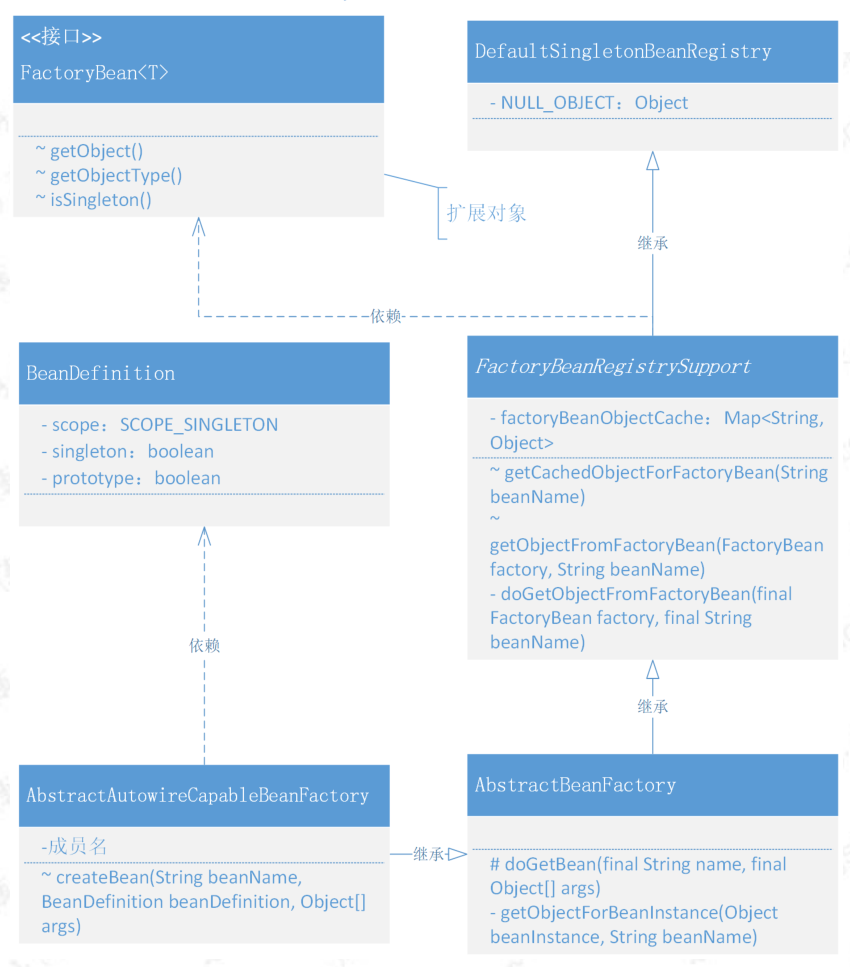 <<接口>>
FactoryBean<T>
~ getObject()
~ getObjectType()
~ isSingleton()
扩展对象
DefaultSingletonBeanRegistry
- NULL_OBJECT：Object
继承
依赖
BeanDefinition
- scope：SCOPE_SINGLETON
- singleton：boolean
- prototype：boolean
FactoryBeanRegistrySupport
- factoryBeanObjectCache：Map<String,
Object>
~ getCachedObjectForFactoryBean(String
beanName)
~
getObjectFromFactoryBean(FactoryBean
factory, String beanName)
- doGetObjectFromFactoryBean(final
FactoryBean factory, final String
beanName)
依赖
继承
AbstractAutowireCapableBeanFactory
-成员名
~ createBean(String beanName,
BeanDefinition beanDefinition, Object[]
args)
继承
AbstractBeanFactory
# doGetBean(final String name, final
Object[] args)
- getObjectForBeanInstance(Object
beanInstance, String beanName)